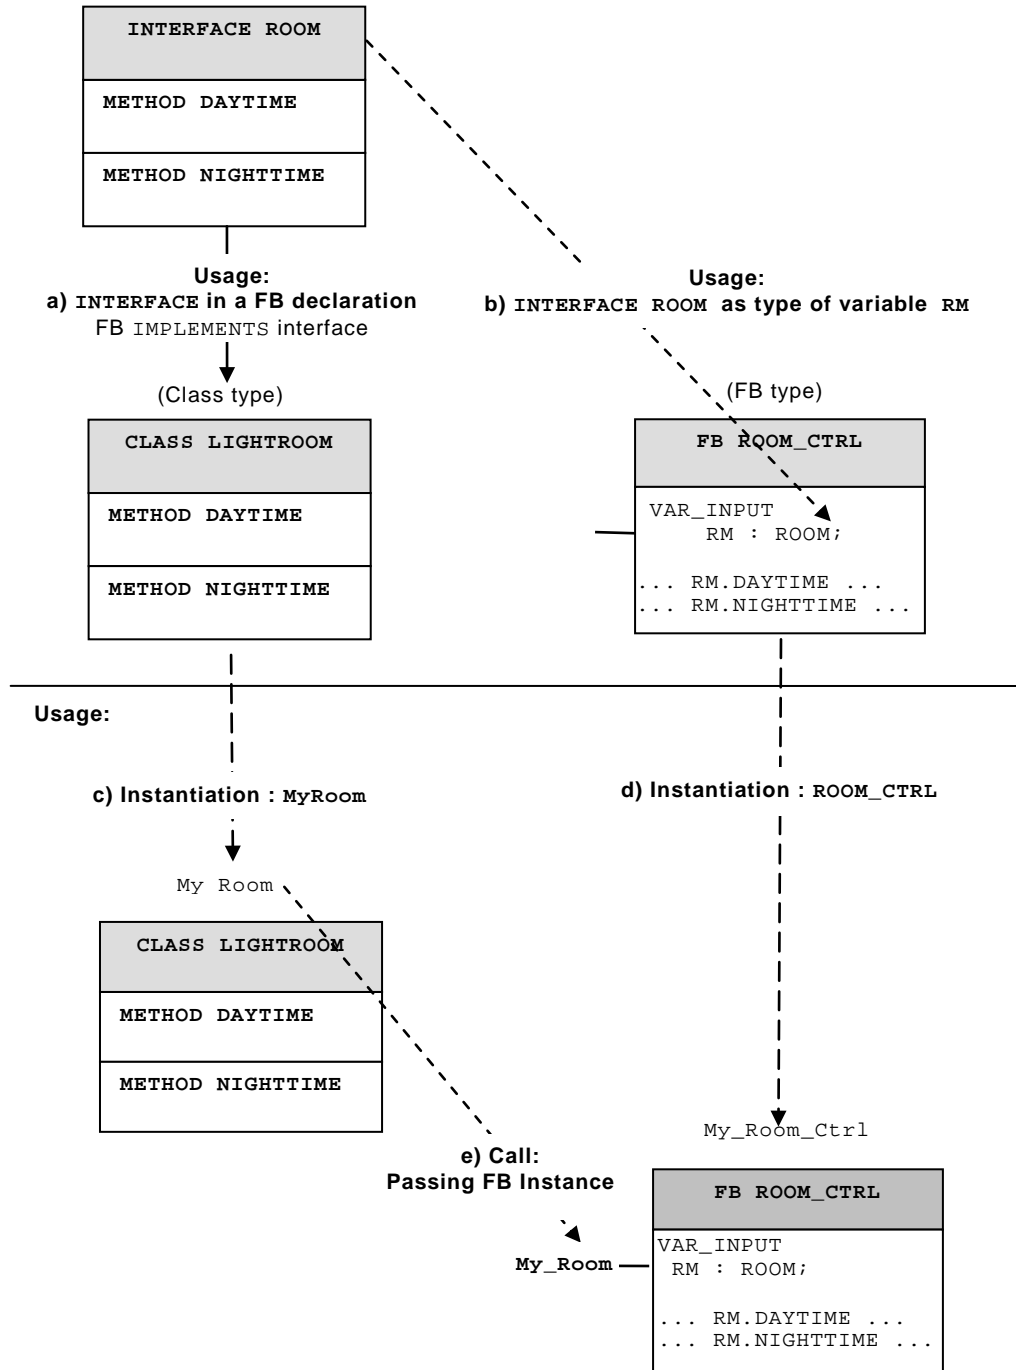 INTERFACE ROOM
METHOD DAYTIME
METHOD NIGHTTIME
Usage:
a) INTERFACE in a FB declaration
FB IMPLEMENTS interface
Usage:
b) INTERFACE ROOM as type of variable RM
(Class type)
CLASS LIGHTROOM
METHOD DAYTIME
METHOD NIGHTTIME
(FB type)
FB ROOM_CTRL
VAR_INPUT
RM : ROOM;
... RM.DAYTIME ...
... RM.NIGHTTIME ...
Usage:
c) Instantiation : MyRoom
d) Instantiation : ROOM_CTRL
My Room
CLASS LIGHTROOM
METHOD DAYTIME
METHOD NIGHTTIME
e) Call:
Passing FB Instance
My_Room
My_Room_Ctrl
FB ROOM_CTRL
VAR_INPUT
RM : ROOM;
... RM.DAYTIME ...
... RM.NIGHTTIME ...